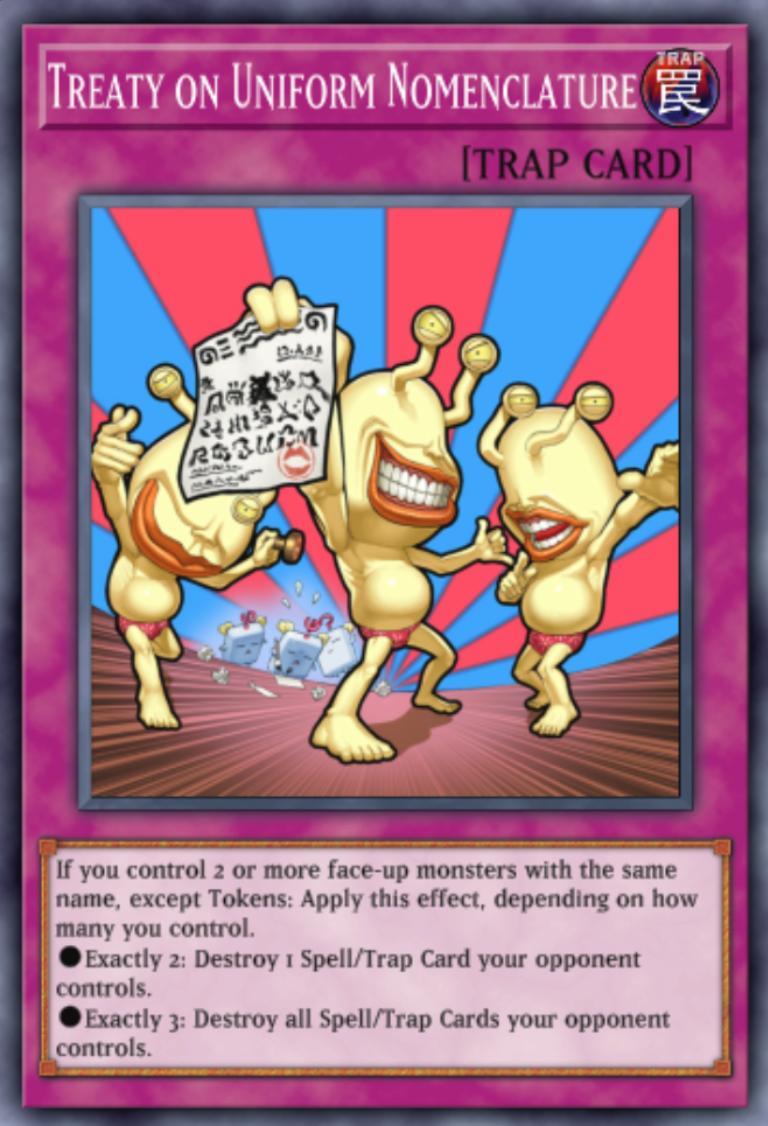 TREATY ON UNIFORM NOMENCLATURE
TRAP
罠
[TRAP CARD]
If you control 2 or more face-up monsters with the same
name, except Tokens: Apply this effect, depending on how
many you control.
●Exactly 2: Destroy 1 Spell/Trap Card your opponent
controls.
●Exactly 3: Destroy all Spell/Trap Cards your opponent
controls.